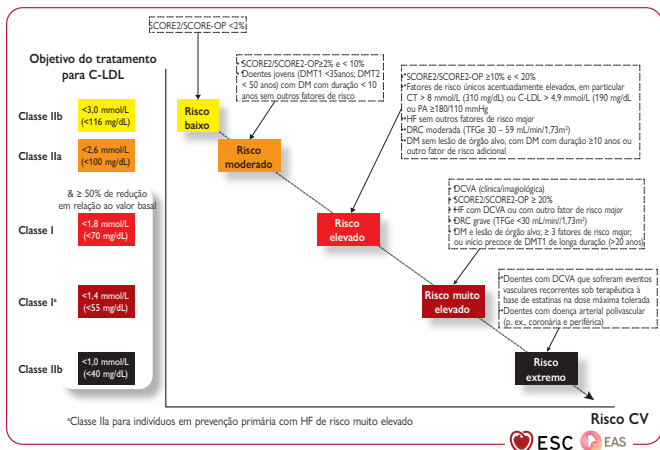 SCORE2/SCORE-OP <2%
Objetivo do tratamento
para C-LDL
Classe IIb
<3,0 mmol/L
(<116 mg/dL)
Classe IIa
<2,6 mmol/L
(<100 mg/dL)
& ≥ 50% de redução
em relação ao valor basal
Classe I
<1,8 mmol/L
(<70 mg/dL)
Classe Iª
<1,4 mmol/L
(<55 mg/dL)
Classe IIb
<1,0 mmol/L
(<40 mg/dL)
Risco
baixo
•SCORE2/SCORE2-OP≥2% e < 10%
•Doentes jovens (DMT1 <35anos; DMT2
< 50 anos) com DM com duração < 10
anos sem outros fatores de risco
Risco
moderado
•SCORE2/SCORE2-OP ≥10% e < 20%
•Fatores de risco únicos acentuadamente elevados, em particular
CT > 8 mmol/L (310 mg/dL) ou C-LDL > 4,9 mmol/L (190 mg/dL
ou PA ≥180/110 mmHg
•HF sem outros fatores de risco major
•DRC moderada (TFGe 30 – 59 mL/min/1,73m²)
•DM sem lesão de órgão alvo, com DM com duração ≥10 anos ou
outro fator de risco adicional
Risco
elevado
•DCVA (clínica/imagiológica)
•SCORE2/SCORE2-OP ≥ 20%
•HF com DCVA ou com outro fator de risco major
•DRC grave (TFGe <30 mL/min//1,73m²)
•DM e lesão de órgão alvo; ≥ 3 fatores de risco major;
ou início precoce de DMT1 de longa duração (>20 anos)
Risco muito
elevado
•Doentes com DCVA que sofreram eventos
vasculares recorrentes sob terapêutica à
base de estatinas na dose máxima tolerada
•Doentes com doença arterial polivascular
(p. ex., coronária e periférica)
Risco
extremo
Risco CV
ªClasse IIa para indivíduos em prevenção primária com HF de risco muito elevado
ESC
EAS